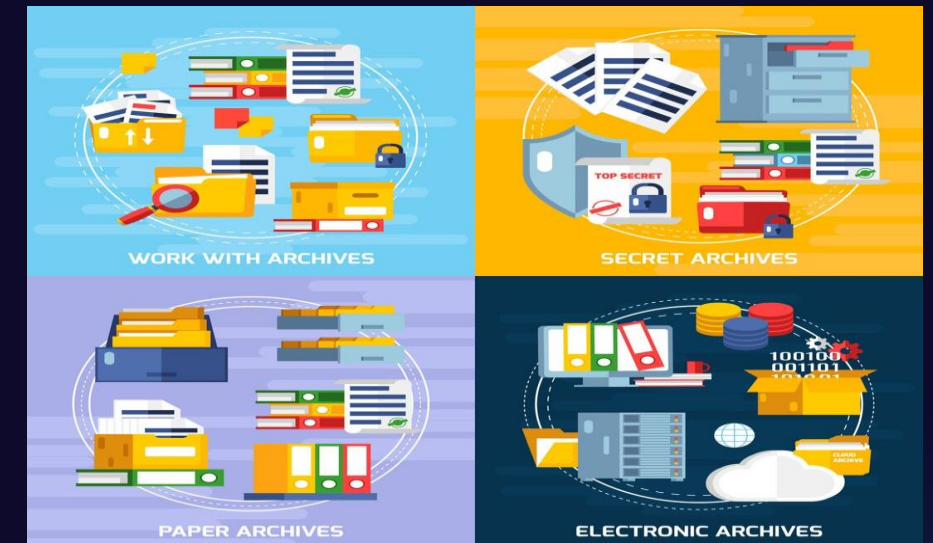 WORK WITH ARCHIVES
TOP SECRET
SECRET ARCHIVES
PAPER ARCHIVES
100100
001101
CLOUD
ARCHIVE
ELECTRONIC ARCHIVES